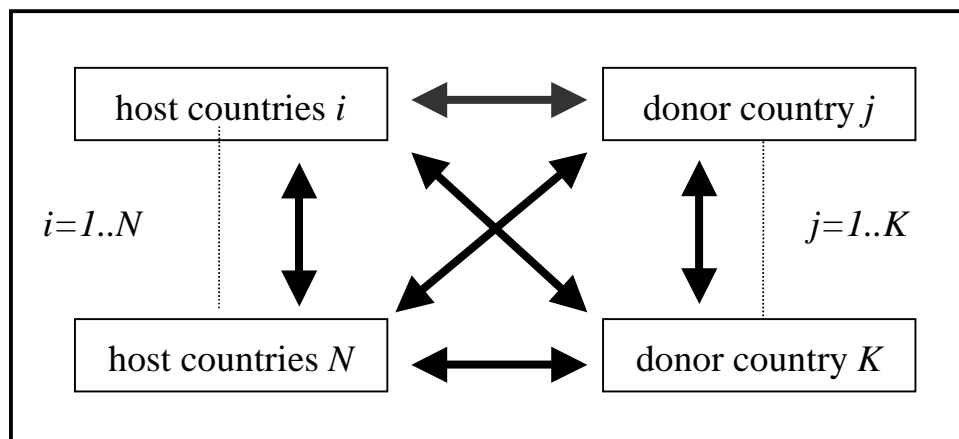 host countries i
donor country j
i=1..N
j=1..K
host countries N
donor country K